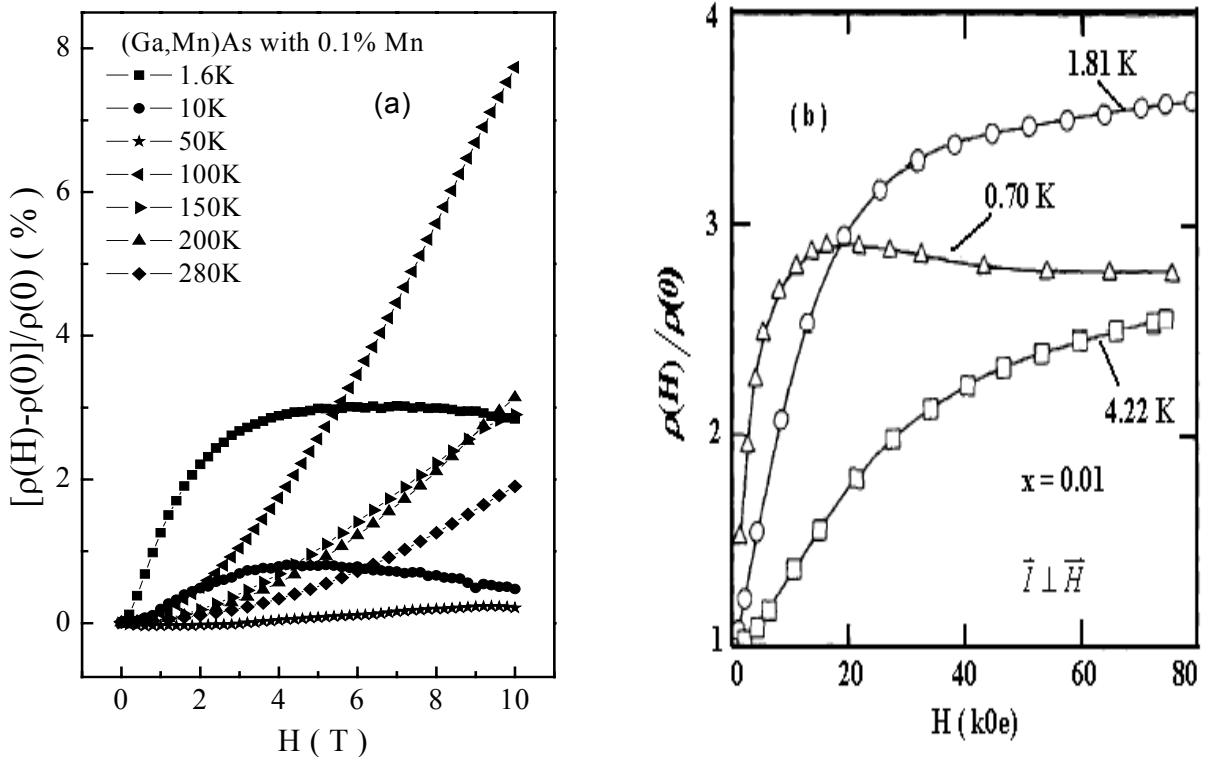 (Ga,Mn)As with 0.1% Mn
1.6K
10K
50K
100K
150K
200K
280K
(a)
[ρ(H)-ρ(0)]/ρ(0) ( % )
8
6
4
2
0
0 2 4 6 8 10
H ( T )
(b)
1.81 K
0.70 K
4.22 K
x = 0.01
I ⊥ H
ρ(H) / ρ(0)
4
3
2
1
0 20 40 60 80
H ( k0e )